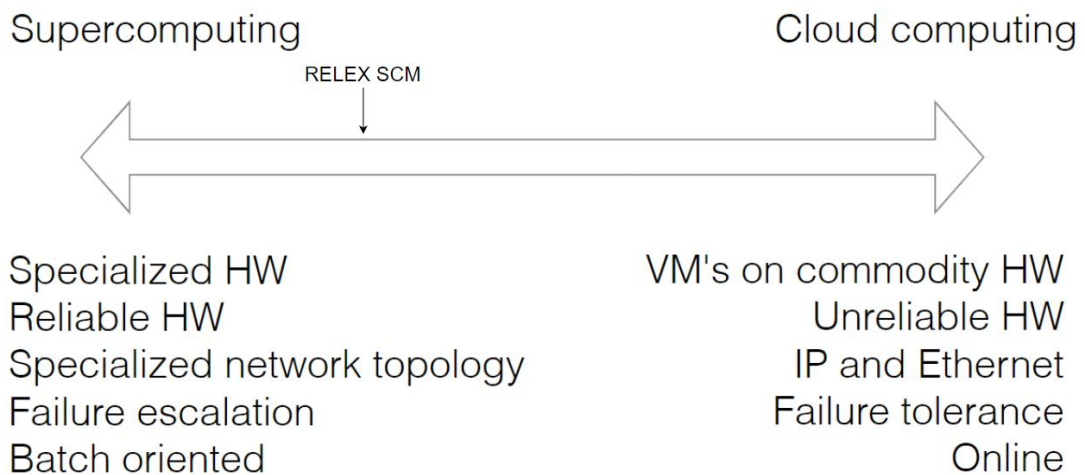 Supercomputing
Cloud computing
RELEX SCM
Specialized HW
Reliable HW
Specialized network topology
Failure escalation
Batch oriented
VM's on commodity HW
Unreliable HW
IP and Ethernet
Failure tolerance
Online